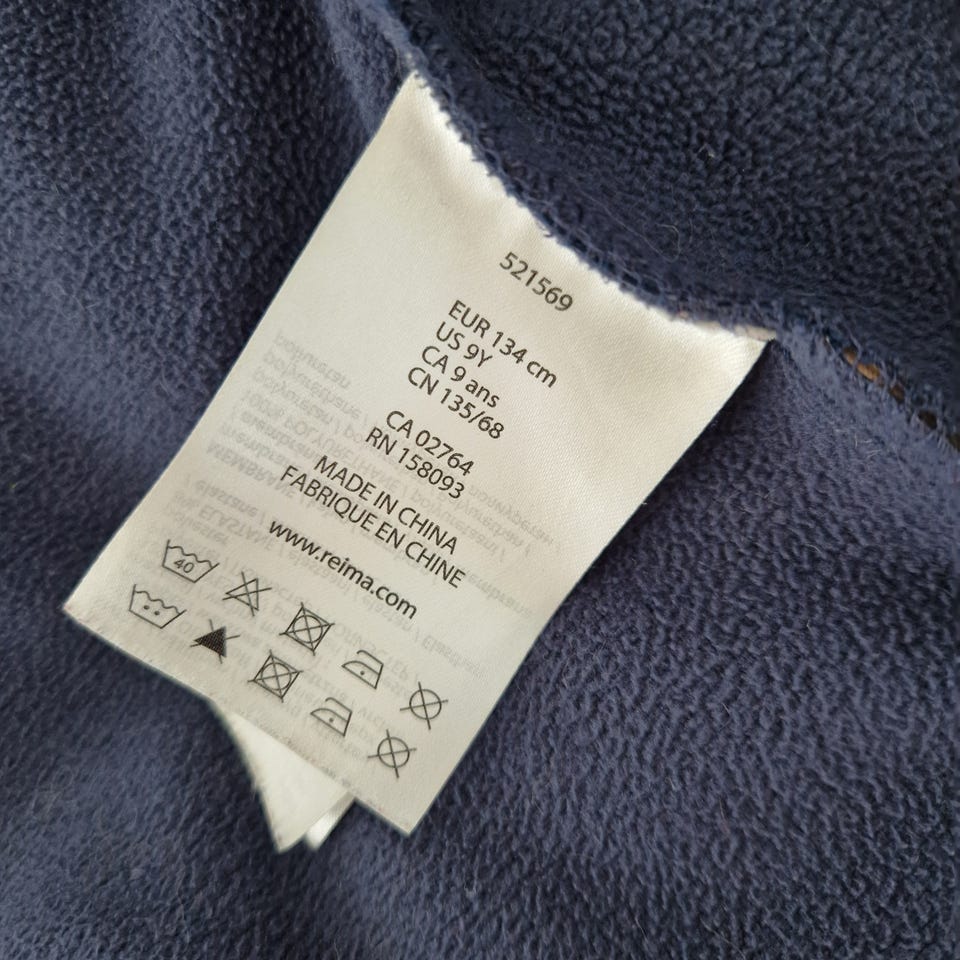 521569
EUR 134 cm
US 9Y
CA 9 ans
CN 135/68
CA 02764
RN 158093
MADE IN CHINA
FABRIQUE EN CHINE
www.reima.com
40